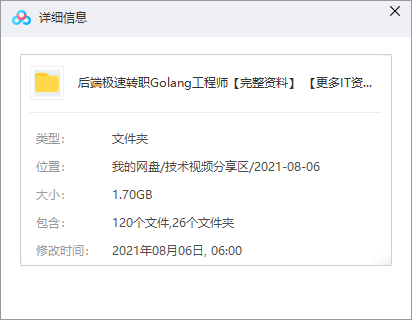 详细信息
后端极速转职Golang工程师【完整资料】 【更多IT资...
类型： 文件夹
位置： 我的网盘/技术视频分享区/2021-08-06
大小： 1.70GB
包含： 120个文件,26个文件夹
修改时间： 2021年08月06日, 06:00